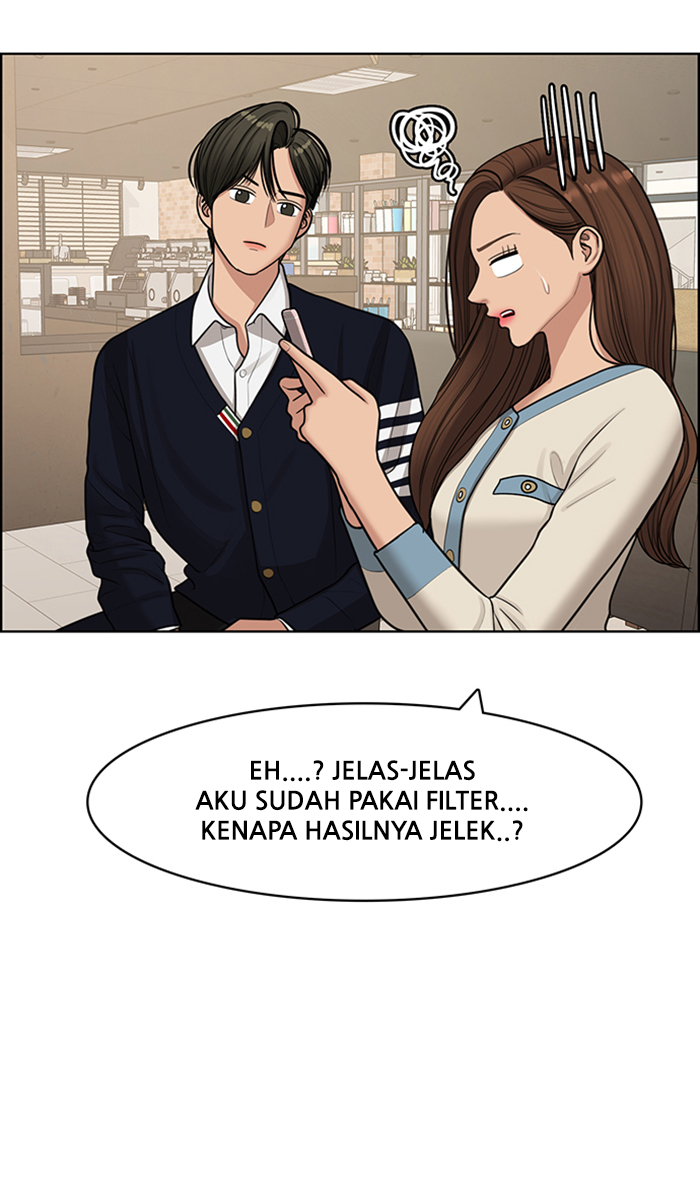 EH....? JELAS-JELAS
AKU SUDAH PAKAI FILTER....
KENAPA HASILNYA JELEK..?